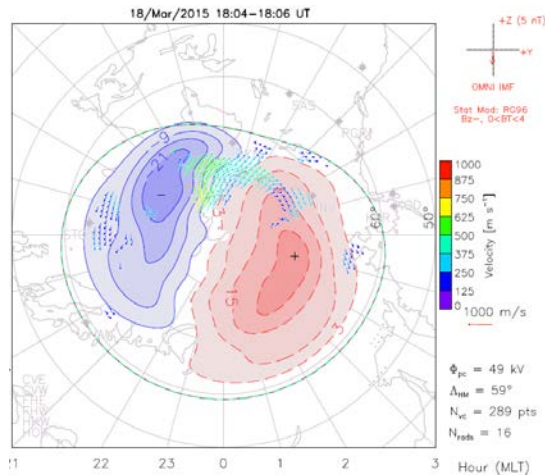 18/Mar/2015 18:04-18:06 UT
+Z (5 nT)
+Y
OMNI IMF
Stat Mod: RG96
Bz-, 0<BT<4
SAS
-9
-21
-
+
15
3
60°
50°
1000
875
750
625
500
375
250
125
0
Velocity [m s⁻¹]
1000 m/s
Φpc = 49 kV
ΛHM = 59°
Nvc = 289 pts
Nrads = 16
CVE
21 22 23 0 1 2 3
Hour (MLT)